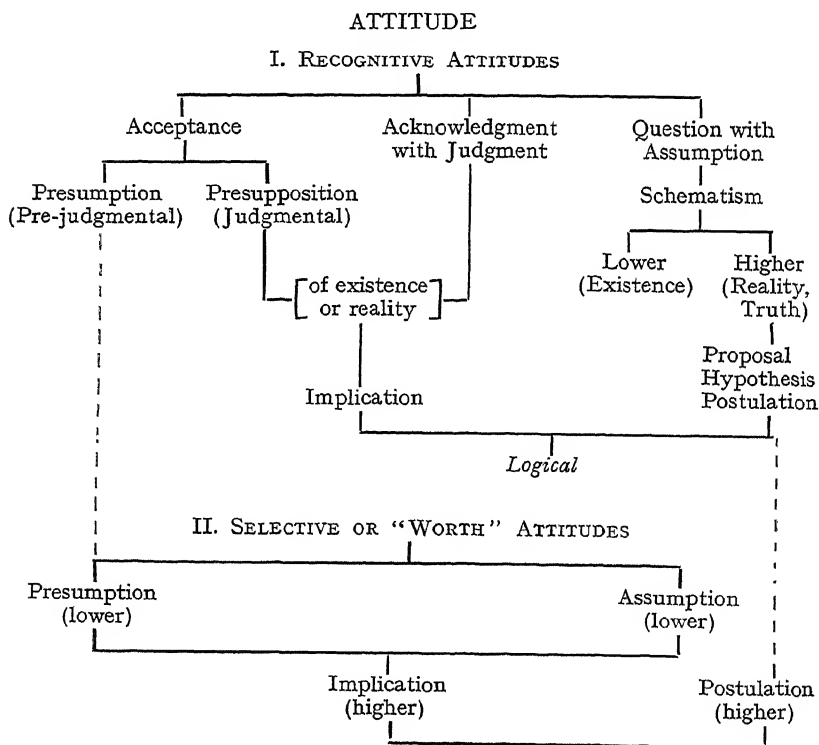 ATTITUDE
I. RECOGNITIVE ATTITUDES
Acceptance
Acknowledgment
with Judgment
Question with
Assumption
Presumption
(Pre-judgmental)
Presupposition
(Judgmental)
Schematism
Lower
(Existence)
Higher
(Reality,
Truth)
[of existence
or reality]
Proposal
Hypothesis
Postulation
Implication
Logical
II. SELECTIVE OR "WORTH" ATTITUDES
Presumption
(lower)
Assumption
(lower)
Implication
(higher)
Postulation
(higher)